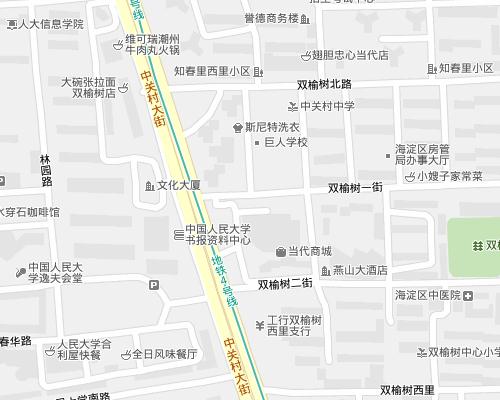 号线
誉德商务楼
人大信息学院
维可瑞潮州
牛肉丸火锅
翅胆忠心当代店
知春里西里小区
知春里
大碗张拉面
双榆树店
中关村大街
双榆树北路
中关村中学
斯尼特洗衣
巨人学校
海淀区房管
局办事大厅
林园路
小嫂子家常菜
文化大厦
双榆树一街
水穿石咖啡馆
中国人民大学
书报资料中心
当代商城
双
地铁4号线
燕山大酒店
中国人民大
学逸夫会堂
P
双榆树二街
海淀区中医院
工行双榆树
里支行
春华路
人民大学合
利屋快餐
全日风味餐厅
中关村大街
双榆树中心小学
双榆树西里